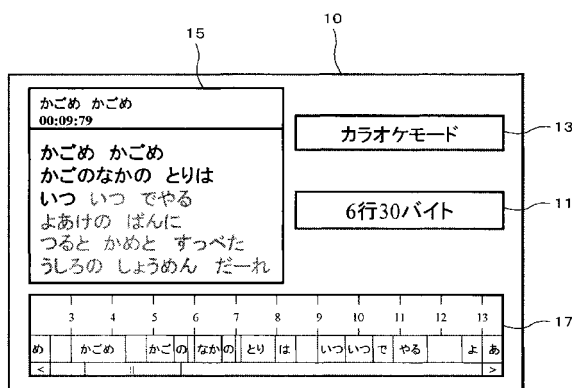 10
15
かごめ かごめ
00:09:79
かごめ かごめ
かごのなかの とりは
いつ いつ でやる
よあけの ばんに
つると かめと すっぺた
うしろの しょうめん だーれ
カラオケモード
13
6行30バイト
11
3 4 5 6 7 8 9 10 11 12 13
め かごめ かご の なか の とり は いつ いつ で やる よ あ
< >
17